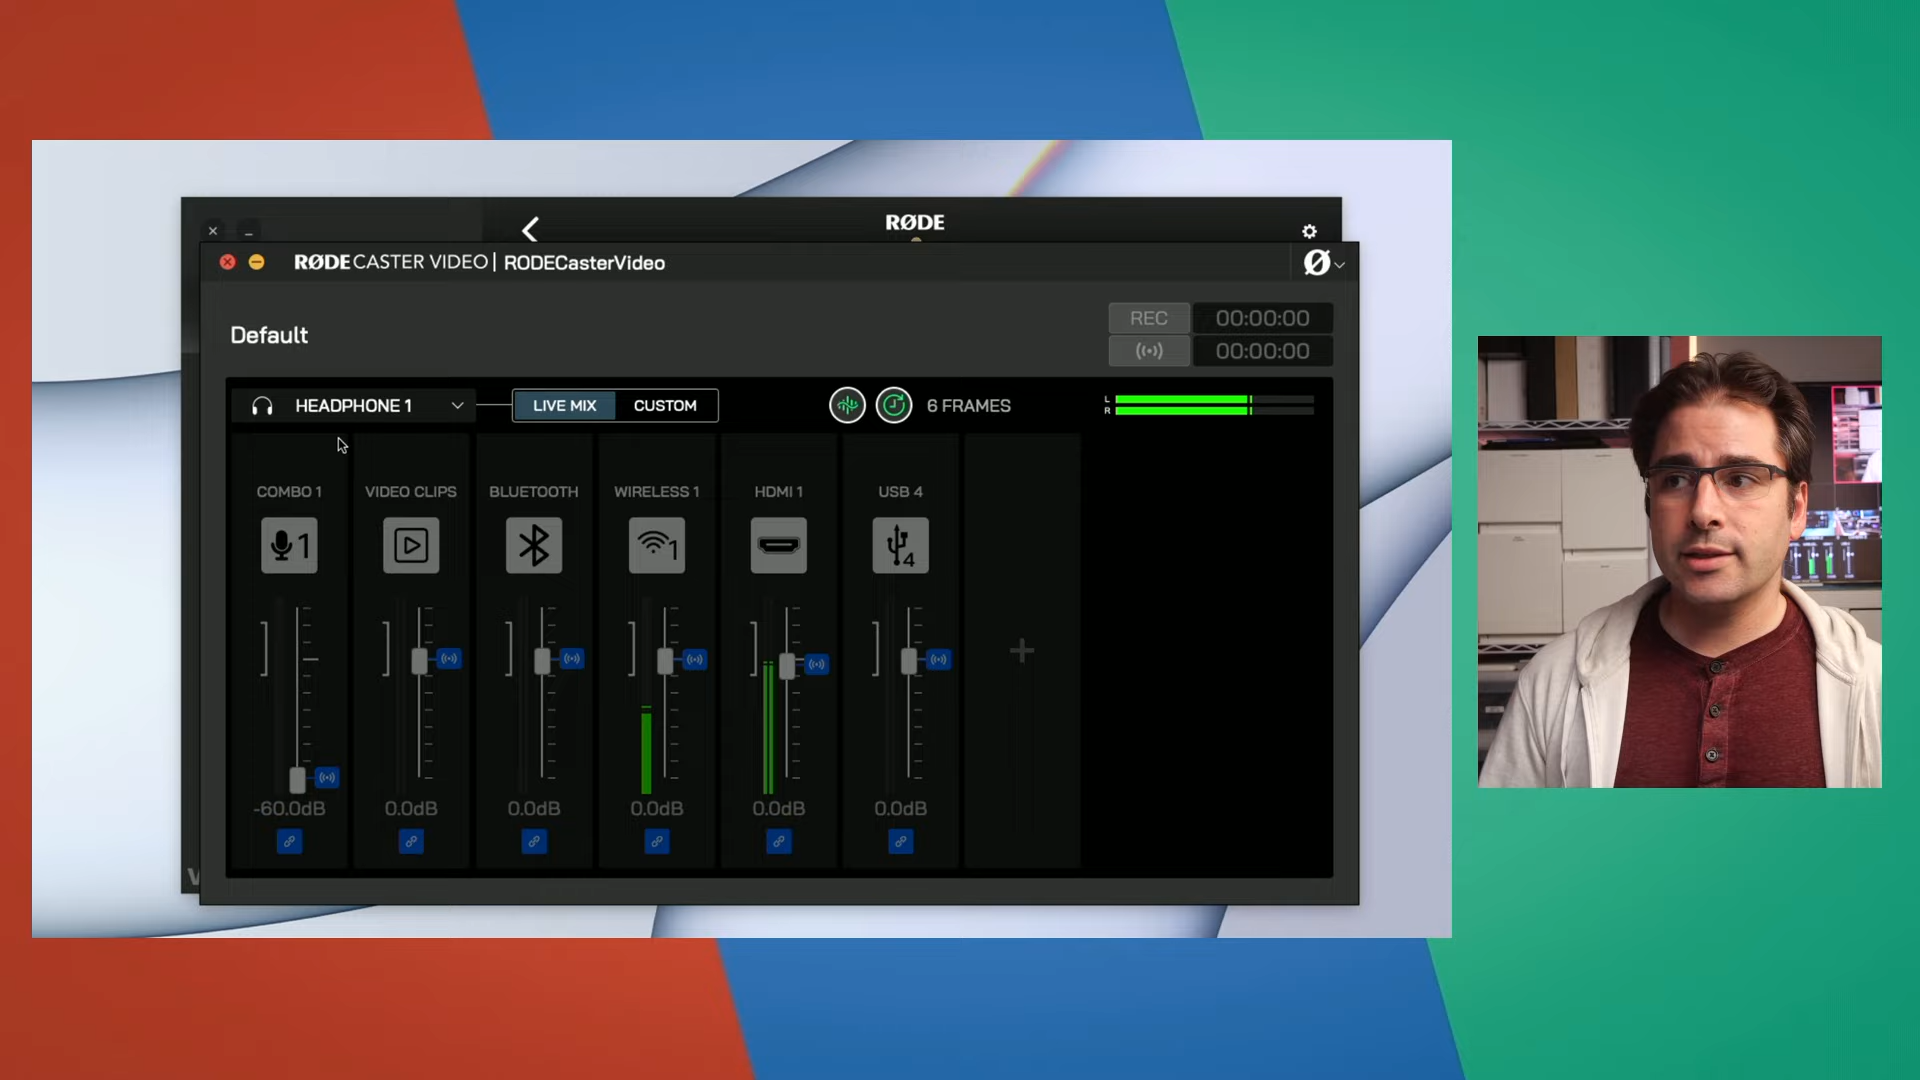 RØDE
RØDECASTER VIDEO | RODECasterVideo
Default
REC 00:00:00
00:00:00
HEADPHONE 1
LIVE MIX CUSTOM
6 FRAMES
L
R
COMBO 1 VIDEO CLIPS BLUETOOTH WIRELESS 1 HDMI 1 USB 4
1 1 4
-60.0dB 0.0dB 0.0dB 0.0dB 0.0dB 0.0dB